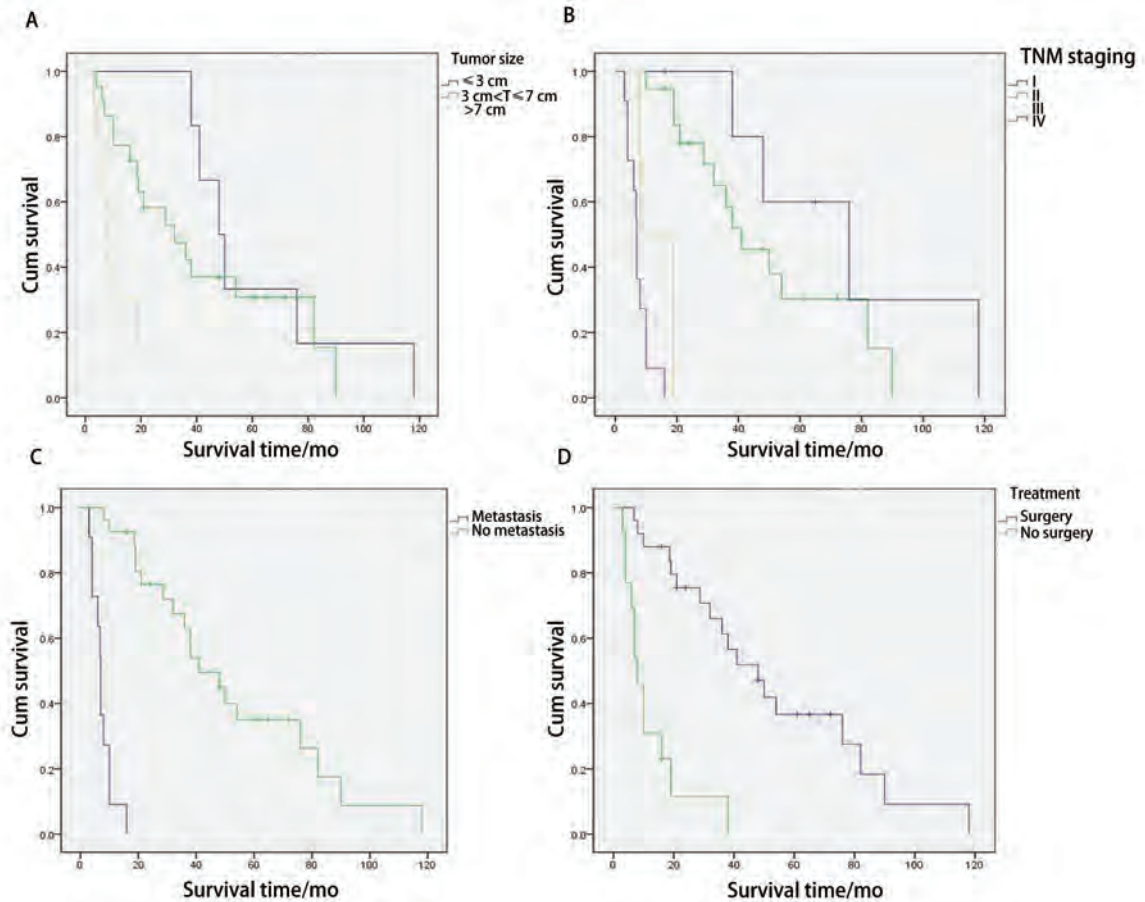 A
Tumor size
≤ 3 cm
3 cm<T≤ 7 cm
>7 cm
1.0
0.8
0.6
0.4
0.2
0.0
Cum survival
0 20 40 60 80 100 120
Survival time/mo
B
TNM staging
I
II
III
IV
1.0
0.8
0.6
0.4
0.2
0.0
Cum survival
0 20 40 60 80 100 120
Survival time/mo
C
Metastasis
No metastasis
1.0
0.8
0.6
0.4
0.2
0.0
Cum survival
0 20 40 60 80 100 120
Survival time/mo
D
Treatment
Surgery
No surgery
1.0
0.8
0.6
0.4
0.2
0.0
Cum survival
0 20 40 60 80 100 120
Survival time/mo